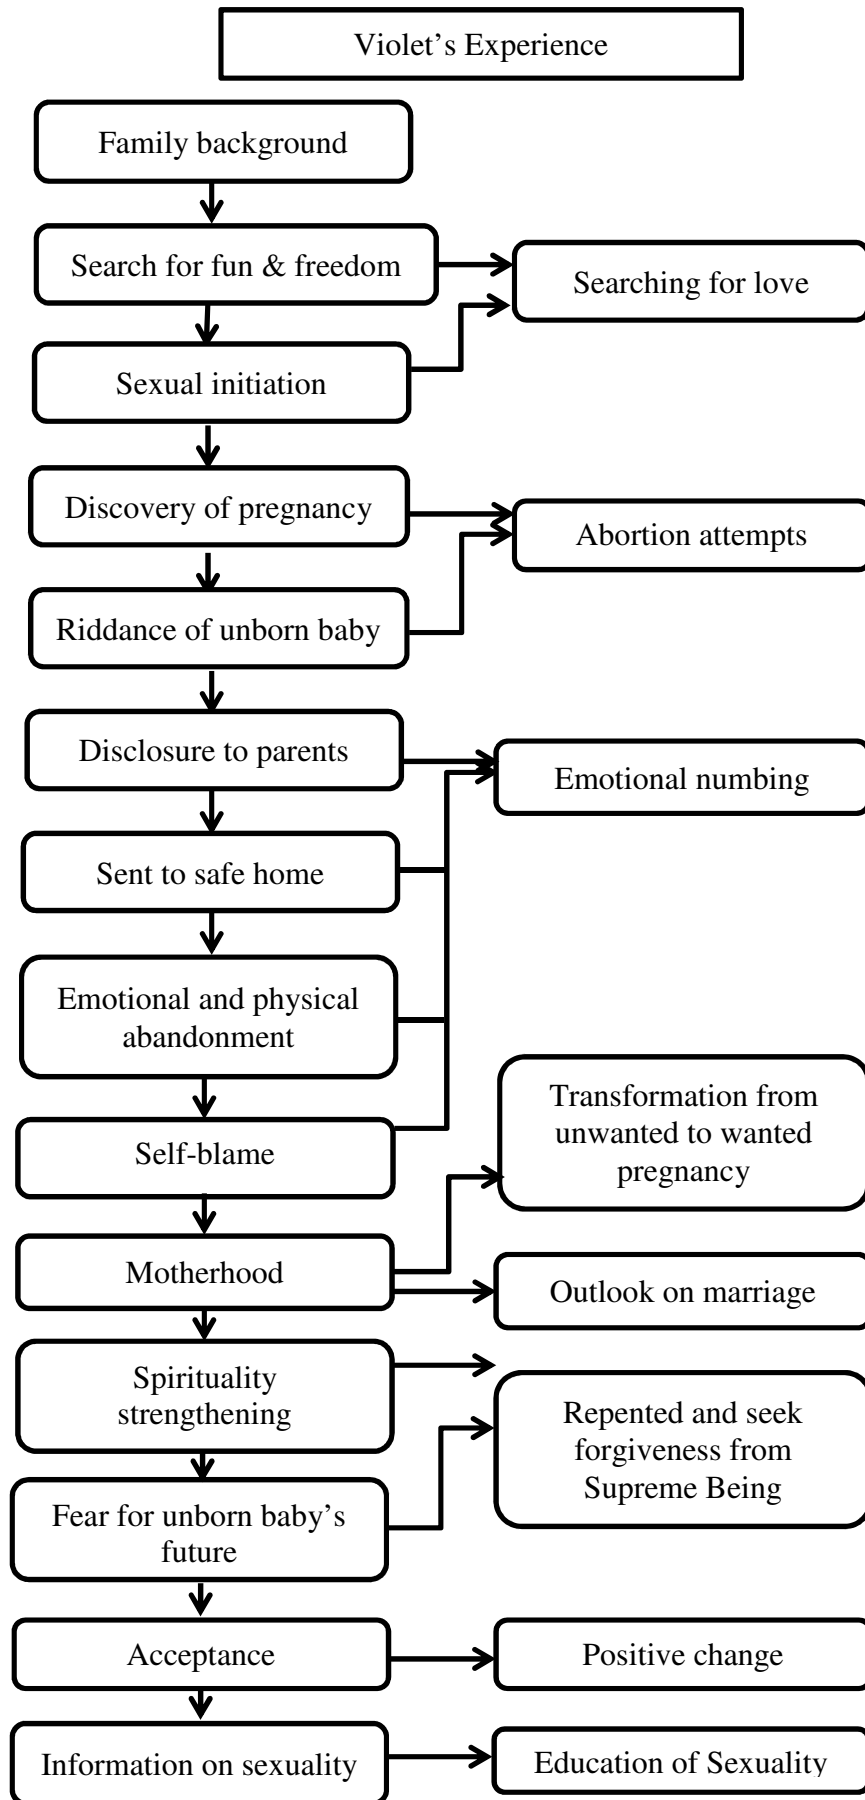 Violet’s Experience
Family background
Search for fun & freedom
Searching for love
Sexual initiation
Discovery of pregnancy
Abortion attempts
Riddance of unborn baby
Disclosure to parents
Emotional numbing
Sent to safe home
Emotional and physical
abandonment
Transformation from
unwanted to wanted
pregnancy
Self-blame
Motherhood
Outlook on marriage
Spirituality
strengthening
Repented and seek
forgiveness from
Supreme Being
Fear for unborn baby’s
future
Acceptance
Positive change
Information on sexuality
Education of Sexuality